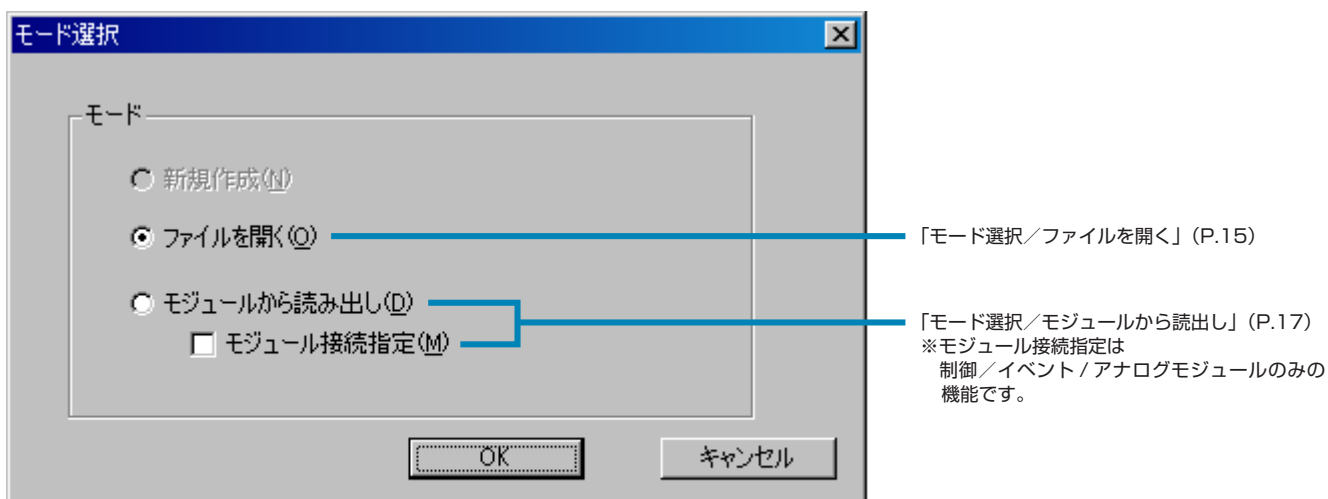 モード選択
モード
新規作成(N)
ファイルを開く(O)
「モード選択／ファイルを開く」(P.15)
モジュールから読み出し(D)
モジュール接続指定(M)
「モード選択／モジュールから読出し」(P.17)
※モジュール接続指定は
制御／イベント / アナログモジュールのみの
機能です。
OK
キャンセル